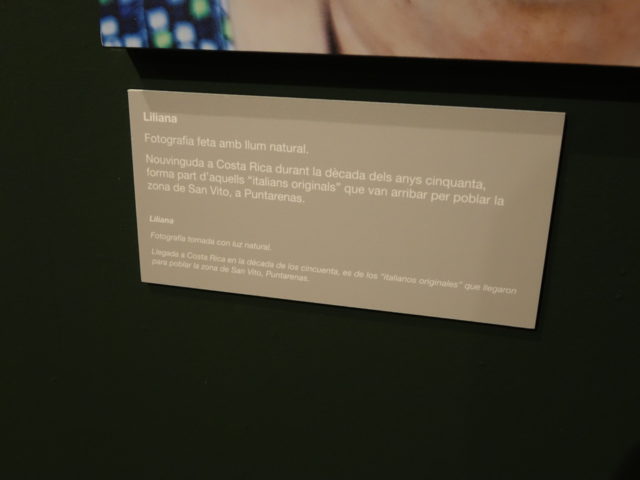 Liliana
Fotografia feta amb llum natural.
Nouvinguda a Costa Rica durant la dècada dels anys cinquanta,
forma part d'aquells "italians originals" que van arribar per poblar la
zona de San Vito, a Puntarenas.
Liliana
Fotografía tomada con luz natural.
Llegada a Costa Rica en la década de los cincuenta, es de los "italianos originales" que llegaron
para poblar la zona de San Vito, Puntarenas.